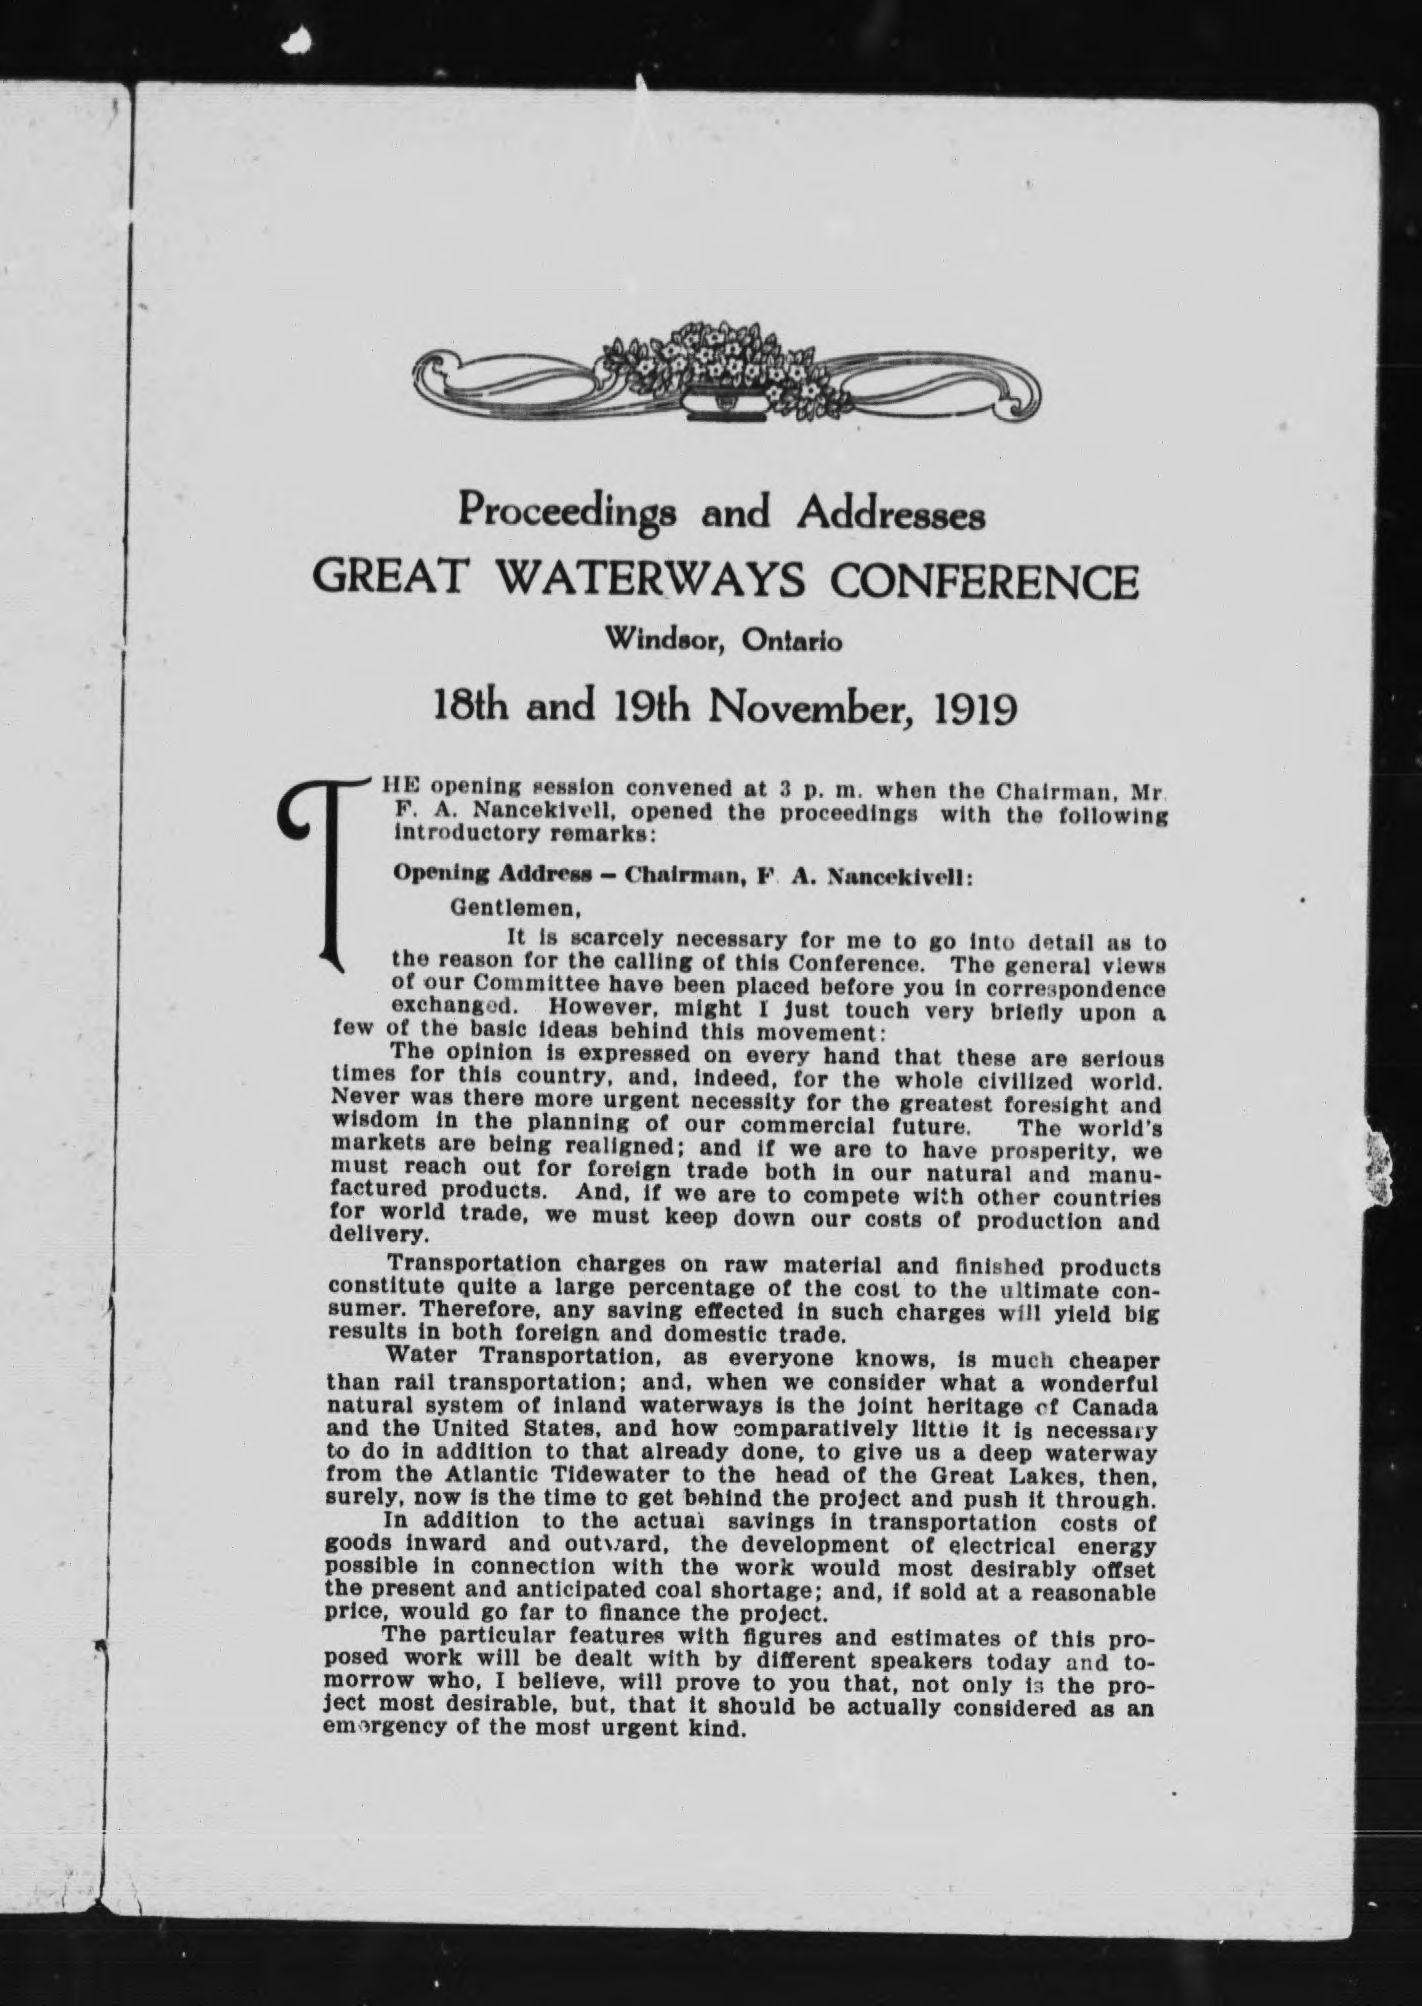 Proceedings and Addresses
GREAT WATERWAYS CONFERENCE
Windsor, Ontario
18th and 19th November, 1919
THE opening session convened at 3 p. m. when the Chairman, Mr.
F. A. Nancekivell, opened the proceedings with the following
introductory remarks:
Opening Address – Chairman, F. A. Nancekivell:
Gentlemen,
It is scarcely necessary for me to go into detail as to
the reason for the calling of this Conference. The general views
of our Committee have been placed before you in correspondence
exchanged. However, might I just touch very briefly upon a
few of the basic ideas behind this movement:
The opinion is expressed on every hand that these are serious
times for this country, and, indeed, for the whole civilized world.
Never was there more urgent necessity for the greatest foresight and
wisdom in the planning of our commercial future. The world's
markets are being realigned; and if we are to have prosperity, we
must reach out for foreign trade both in our natural and manu-
factured products. And, if we are to compete with other countries
for world trade, we must keep down our costs of production and
delivery.
Transportation charges on raw material and finished products
constitute quite a large percentage of the cost to the ultimate con-
sumer. Therefore, any saving effected in such charges will yield big
results in both foreign and domestic trade.
Water Transportation, as everyone knows, is much cheaper
than rail transportation; and, when we consider what a wonderful
natural system of inland waterways is the joint heritage of Canada
and the United States, and how comparatively little it is necessary
to do in addition to that already done, to give us a deep waterway
from the Atlantic Tidewater to the head of the Great Lakes, then,
surely, now is the time to get behind the project and push it through.
In addition to the actual savings in transportation costs of
goods inward and outward, the development of electrical energy
possible in connection with the work would most desirably offset
the present and anticipated coal shortage; and, if sold at a reasonable
price, would go far to finance the project.
The particular features with figures and estimates of this pro-
posed work will be dealt with by different speakers today and to-
morrow who, I believe, will prove to you that, not only is the pro-
ject most desirable, but, that it should be actually considered as an
emergency of the most urgent kind.